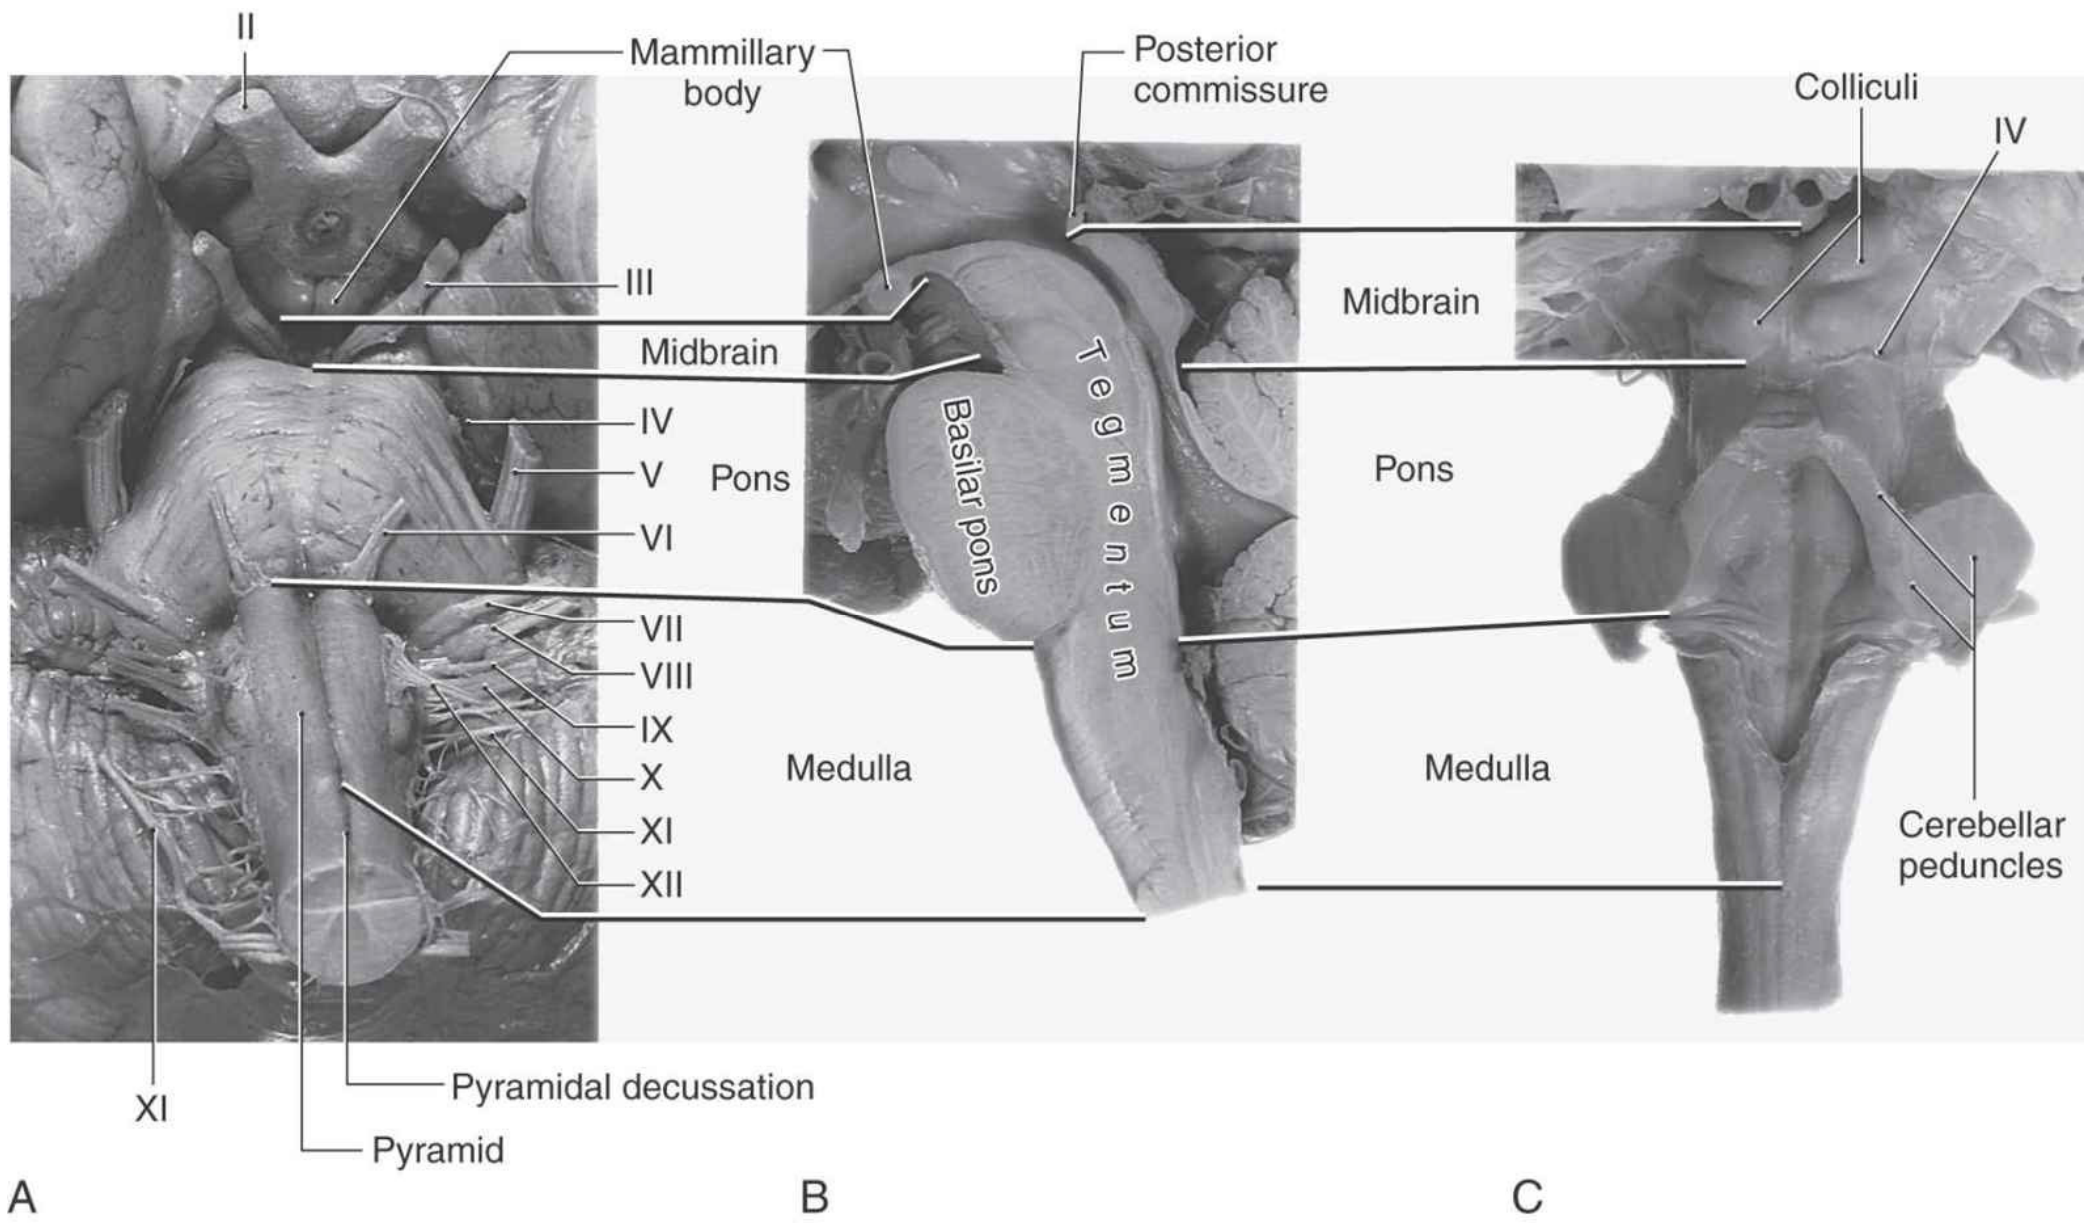 II
Mammillary
body
Posterior
commissure
Colliculi
IV
III
Midbrain
Midbrain
IV
V
Pons
VI
Basilar pons
Tegmentum
Pons
VII
VIII
IX
X
XI
XII
Medulla
Medulla
Cerebellar
peduncles
XI
Pyramidal decussation
Pyramid
A
B
C